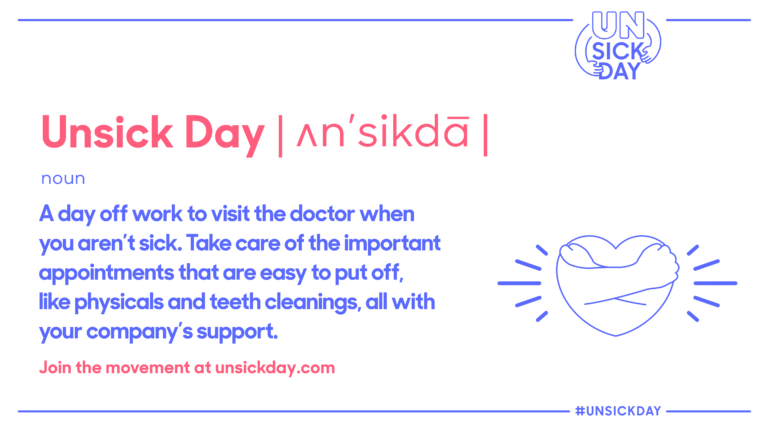 UN
SICK
DAY
Unsick Day | ʌn’sikdā |
noun
A day off work to visit the doctor when
you aren’t sick. Take care of the important
appointments that are easy to put off,
like physicals and teeth cleanings, all with
your company’s support.
Join the movement at unsickday.com
#UNSICKDAY